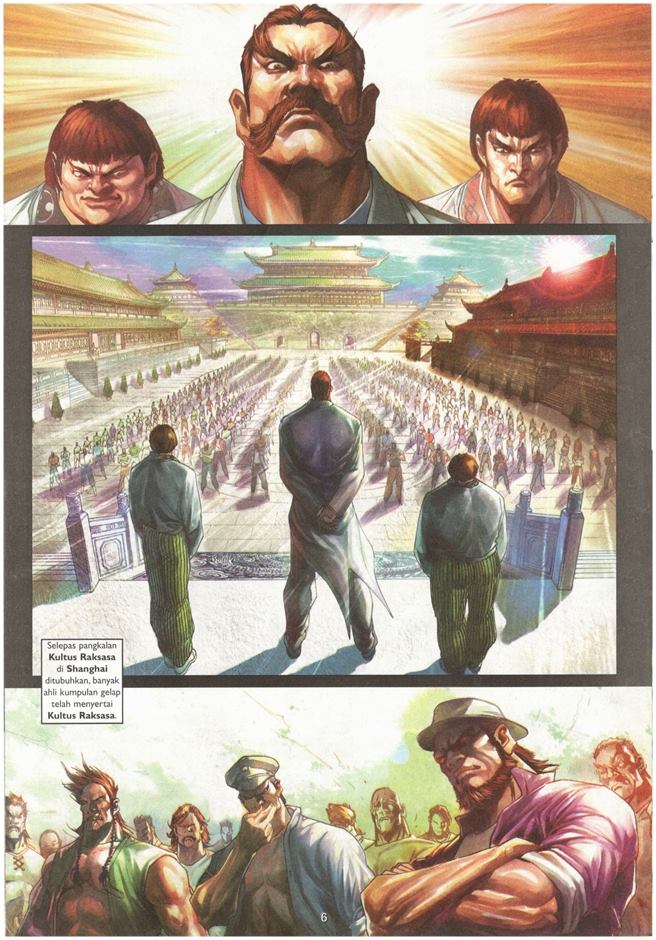 Selepas pangkalan
Kultus Raksasa
di Shanghai
ditubuhkan, banyak
ahli kumpulan gelap
telah menyertai
Kultus Raksasa.
6